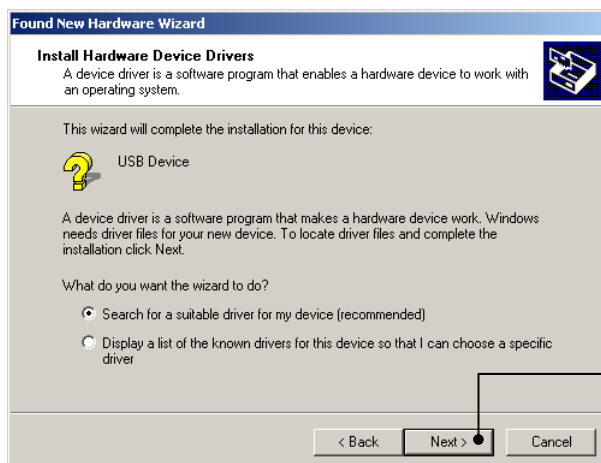 Found New Hardware Wizard
Install Hardware Device Drivers
A device driver is a software program that enables a hardware device to work with
an operating system.
This wizard will complete the installation for this device:
USB Device
A device driver is a software program that makes a hardware device work. Windows
needs driver files for your new device. To locate driver files and complete the
installation click Next.
What do you want the wizard to do?
Search for a suitable driver for my device (recommended)
Display a list of the known drivers for this device so that I can choose a specific
driver
< Back Next > Cancel